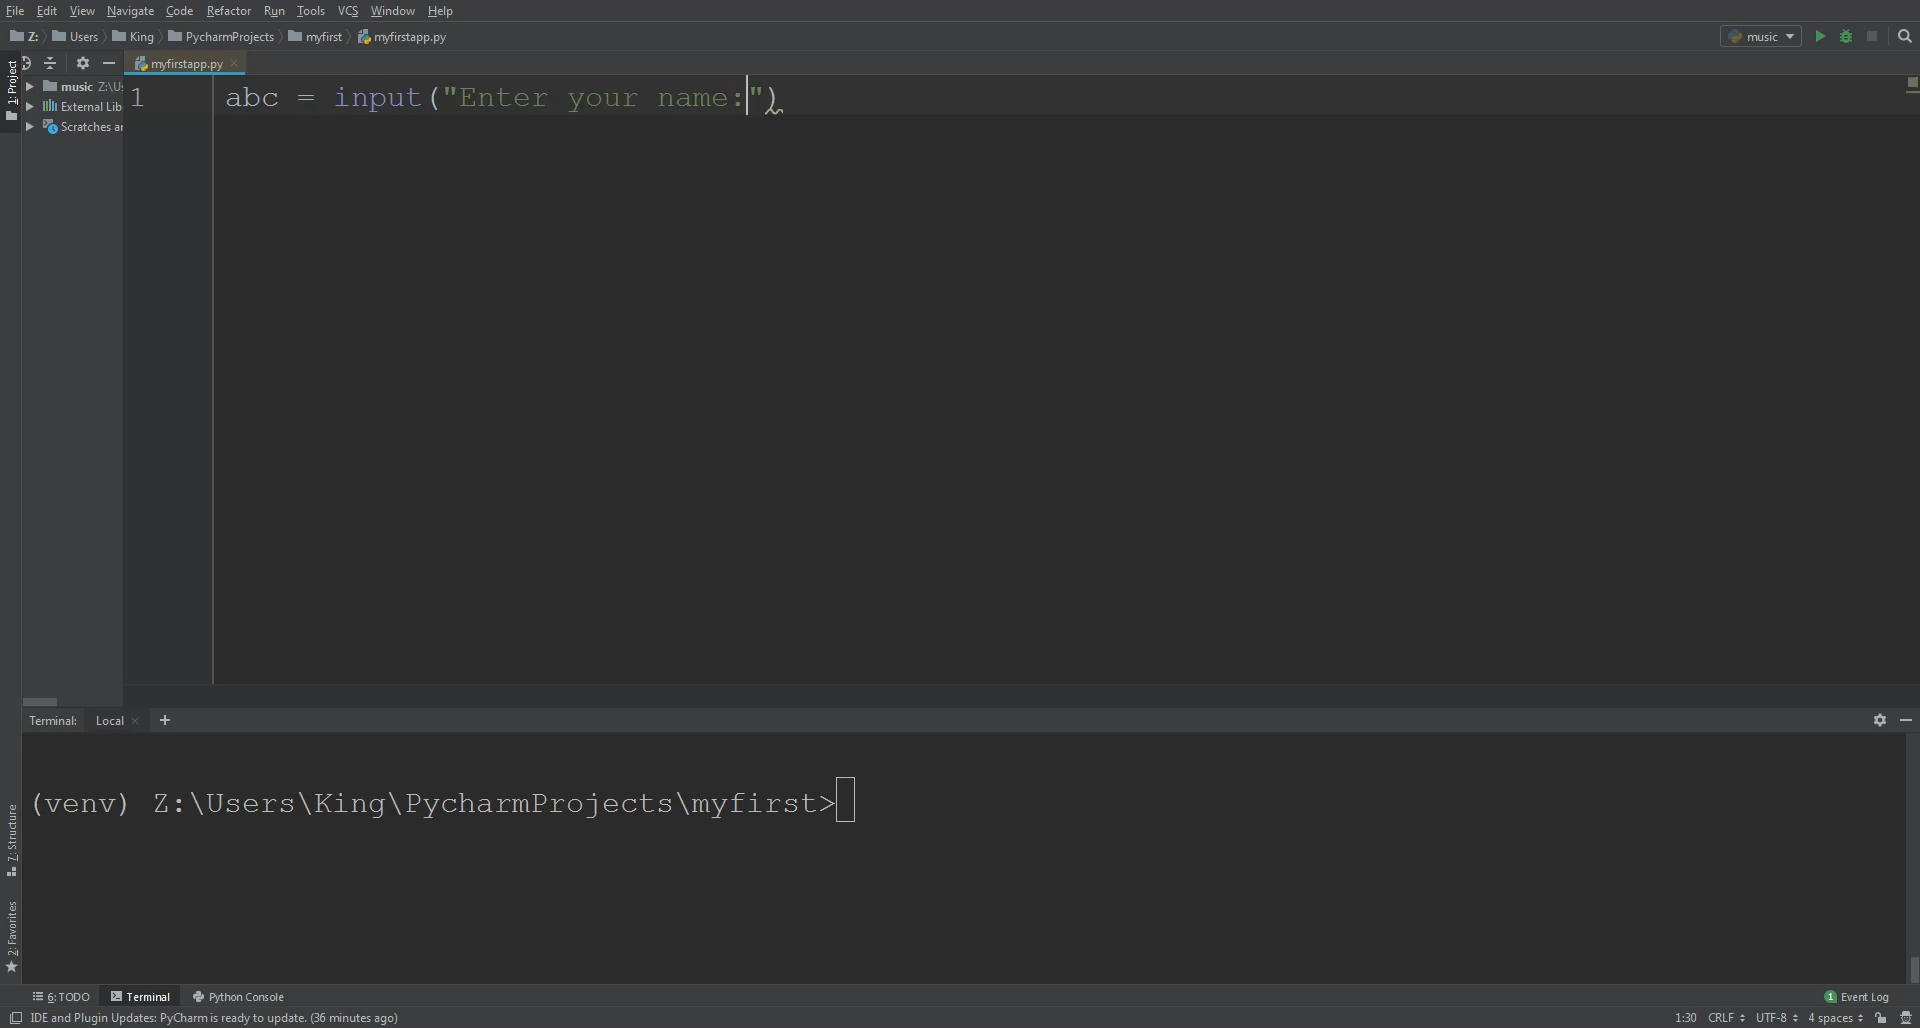 File Edit View Navigate Code Refactor Run Tools VCS Window Help
Z: Users King PycharmProjects myfirst myfirstapp.py music
myfirstapp.py
1: Project
music Z:\U
External Lib
Scratches a
1 abc = input("Enter your name:")
Terminal: Local +
(venv) Z:\Users\King\PycharmProjects\myfirst>
Z: Structure
2: Favorites
6: TODO Terminal Python Console 1 Event Log
IDE and Plugin Updates: PyCharm is ready to update. (36 minutes ago) 1:30 CRLF UTF-8 4 spaces